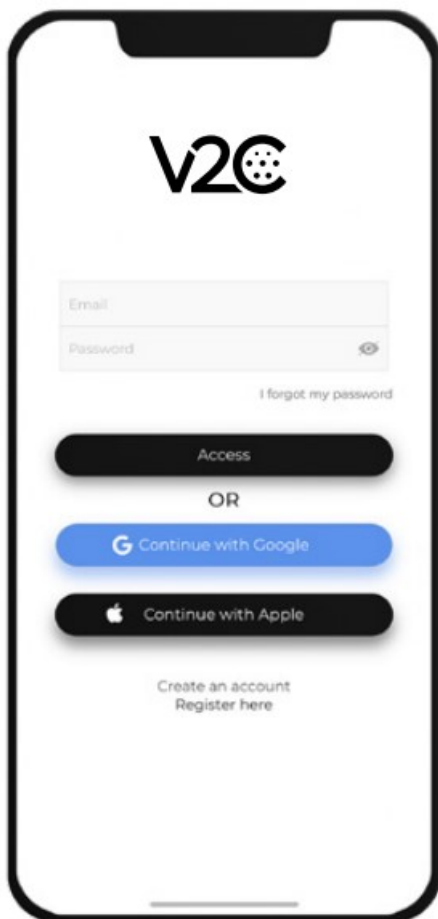 V2C
Email
Password
I forgot my password
Access
OR
Continue with Google
Continue with Apple
Create an account
Register here